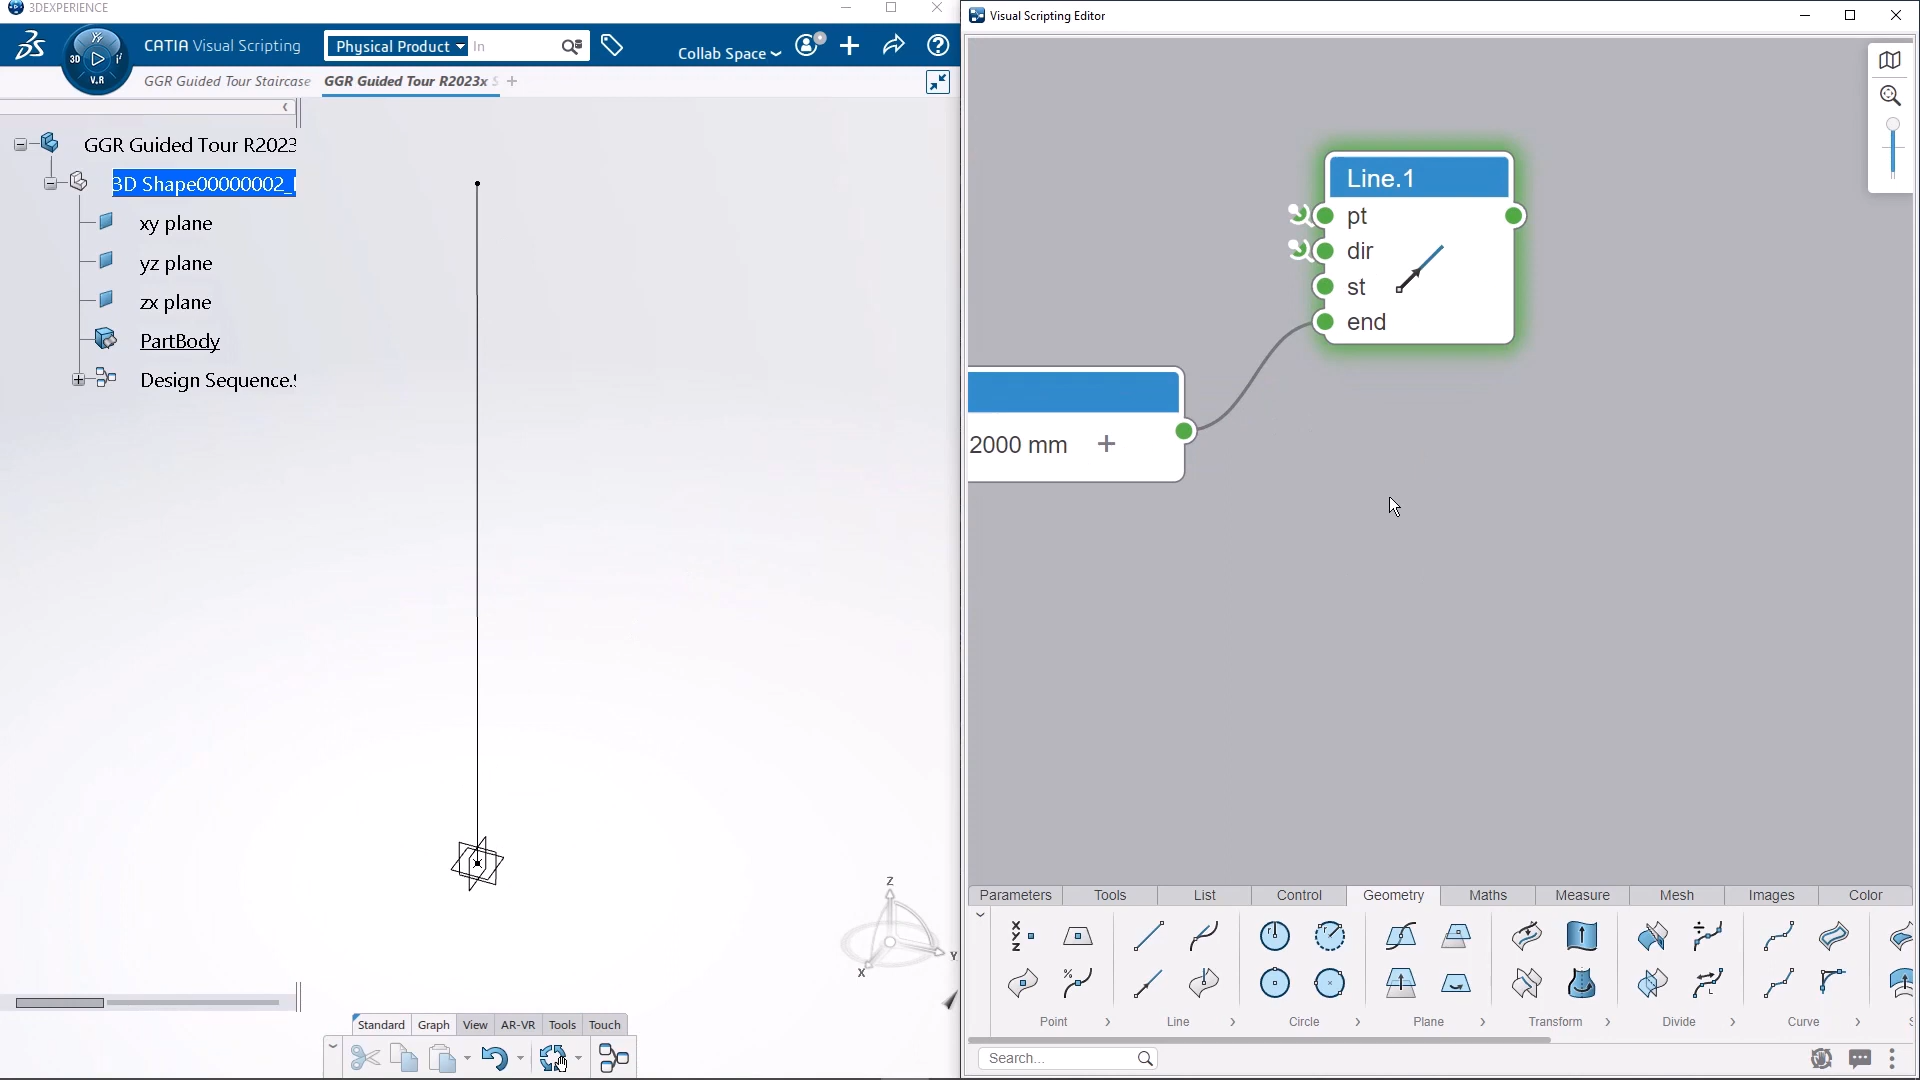 3DEXPERIENCE
3D
V.R
CATIA Visual Scripting
Physical Product
In
Collab Space
GGR Guided Tour Staircase
GGR Guided Tour R2023x S
GGR Guided Tour R2023
3D Shape00000002_
xy plane
yz plane
zx plane
PartBody
Design Sequence.
Z
Y
X
Standard
Graph
View
AR-VR
Tools
Touch
Visual Scripting Editor
Line.1
pt
dir
st
end
2000 mm
Parameters
Tools
List
Control
Geometry
Maths
Measure
Mesh
Images
Color
Point
Line
Circle
Plane
Transform
Divide
Curve
Search...